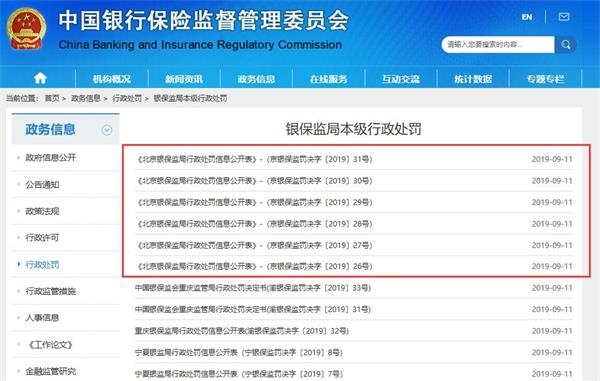 中国银行保险监督管理委员会
China Banking and Insurance Regulatory Commission
EN
请输入您要搜索的内容...
机构概况 新闻资讯 政务信息 在线服务 互动交流 统计数据 专题专栏
当前位置： 首页 > 政务信息 > 行政处罚 > 银保监局本级行政处罚
政务信息
政府信息公开
公告通知
政策法规
行政许可
行政处罚
行政监管措施
人事信息
《工作论文》
金融监管研究
银保监局本级行政处罚
《北京银保监局行政处罚信息公开表》-（京银保监罚决字〔2019〕31号） 2019-09-11
《北京银保监局行政处罚信息公开表》-（京银保监罚决字〔2019〕30号） 2019-09-11
《北京银保监局行政处罚信息公开表》-（京银保监罚决字〔2019〕29号） 2019-09-11
《北京银保监局行政处罚信息公开表》-（京银保监罚决字〔2019〕28号） 2019-09-11
《北京银保监局行政处罚信息公开表》-（京银保监罚决字〔2019〕27号） 2019-09-11
《北京银保监局行政处罚信息公开表》-（京银保监罚决字〔2019〕26号） 2019-09-11
中国银保监会重庆监管局行政处罚决定书(渝银保监罚决字〔2019〕33号) 2019-09-11
中国银保监会重庆监管局行政处罚决定书(渝银保监罚决字〔2019〕31号) 2019-09-11
重庆银保监局行政处罚信息公开表(渝银保监罚决字〔2019〕32号) 2019-09-11
宁夏银监局行政处罚信息公开表（宁银保监罚决字〔2019〕8号） 2019-09-11
宁夏银监局行政处罚信息公开表（宁银保监罚决字〔2019〕7号） 2019-09-11